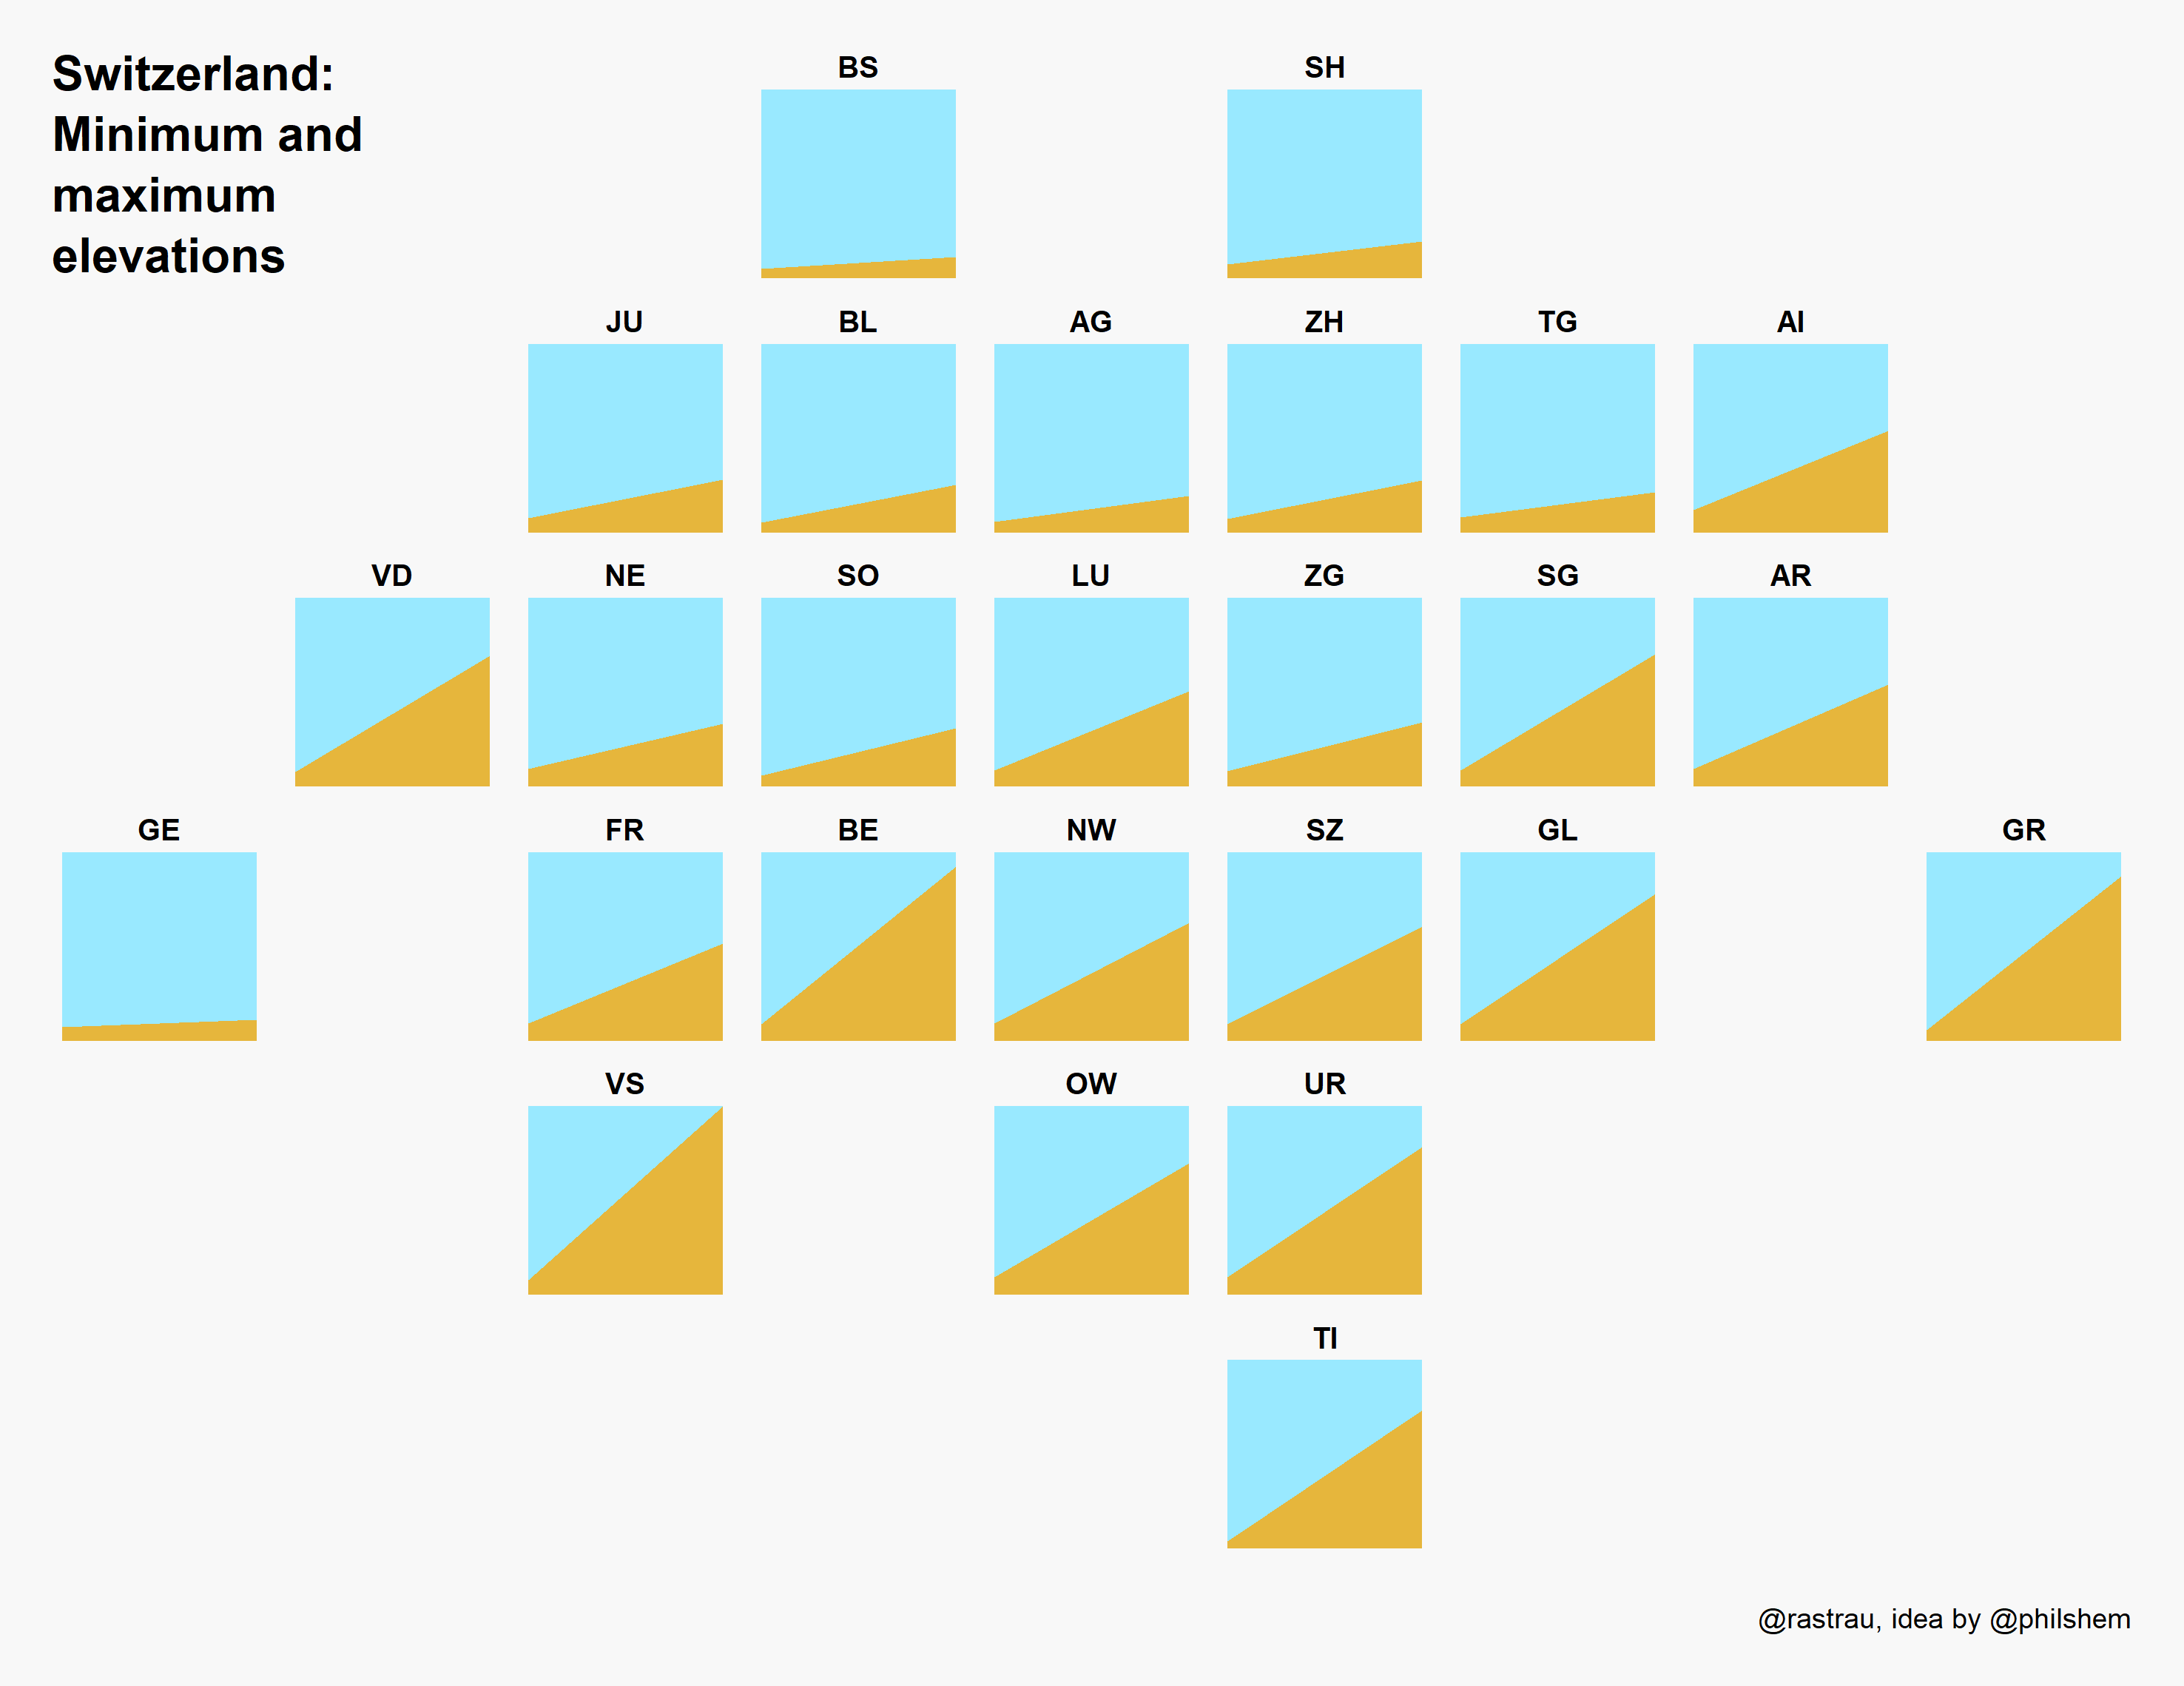 Switzerland:
Minimum and
maximum
elevations
BS
SH
JU
BL
AG
ZH
TG
AI
VD
NE
SO
LU
ZG
SG
AR
GE
FR
BE
NW
SZ
GL
GR
VS
OW
UR
TI
@rastrau, idea by @philshem